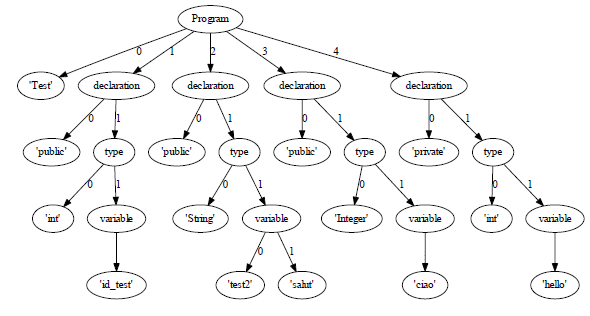 Program
0 1 2 3 4
'Test' declaration declaration declaration declaration
0 1 0 1 0 1 0 1
'public' type 'public' type 'public' type 'private' type
0 1 0 1 0 1 0 1
'int' variable 'String' variable 'Integer' variable 'int' variable
0 1
'id_test' 'test2' 'salut' 'ciao' 'hello'